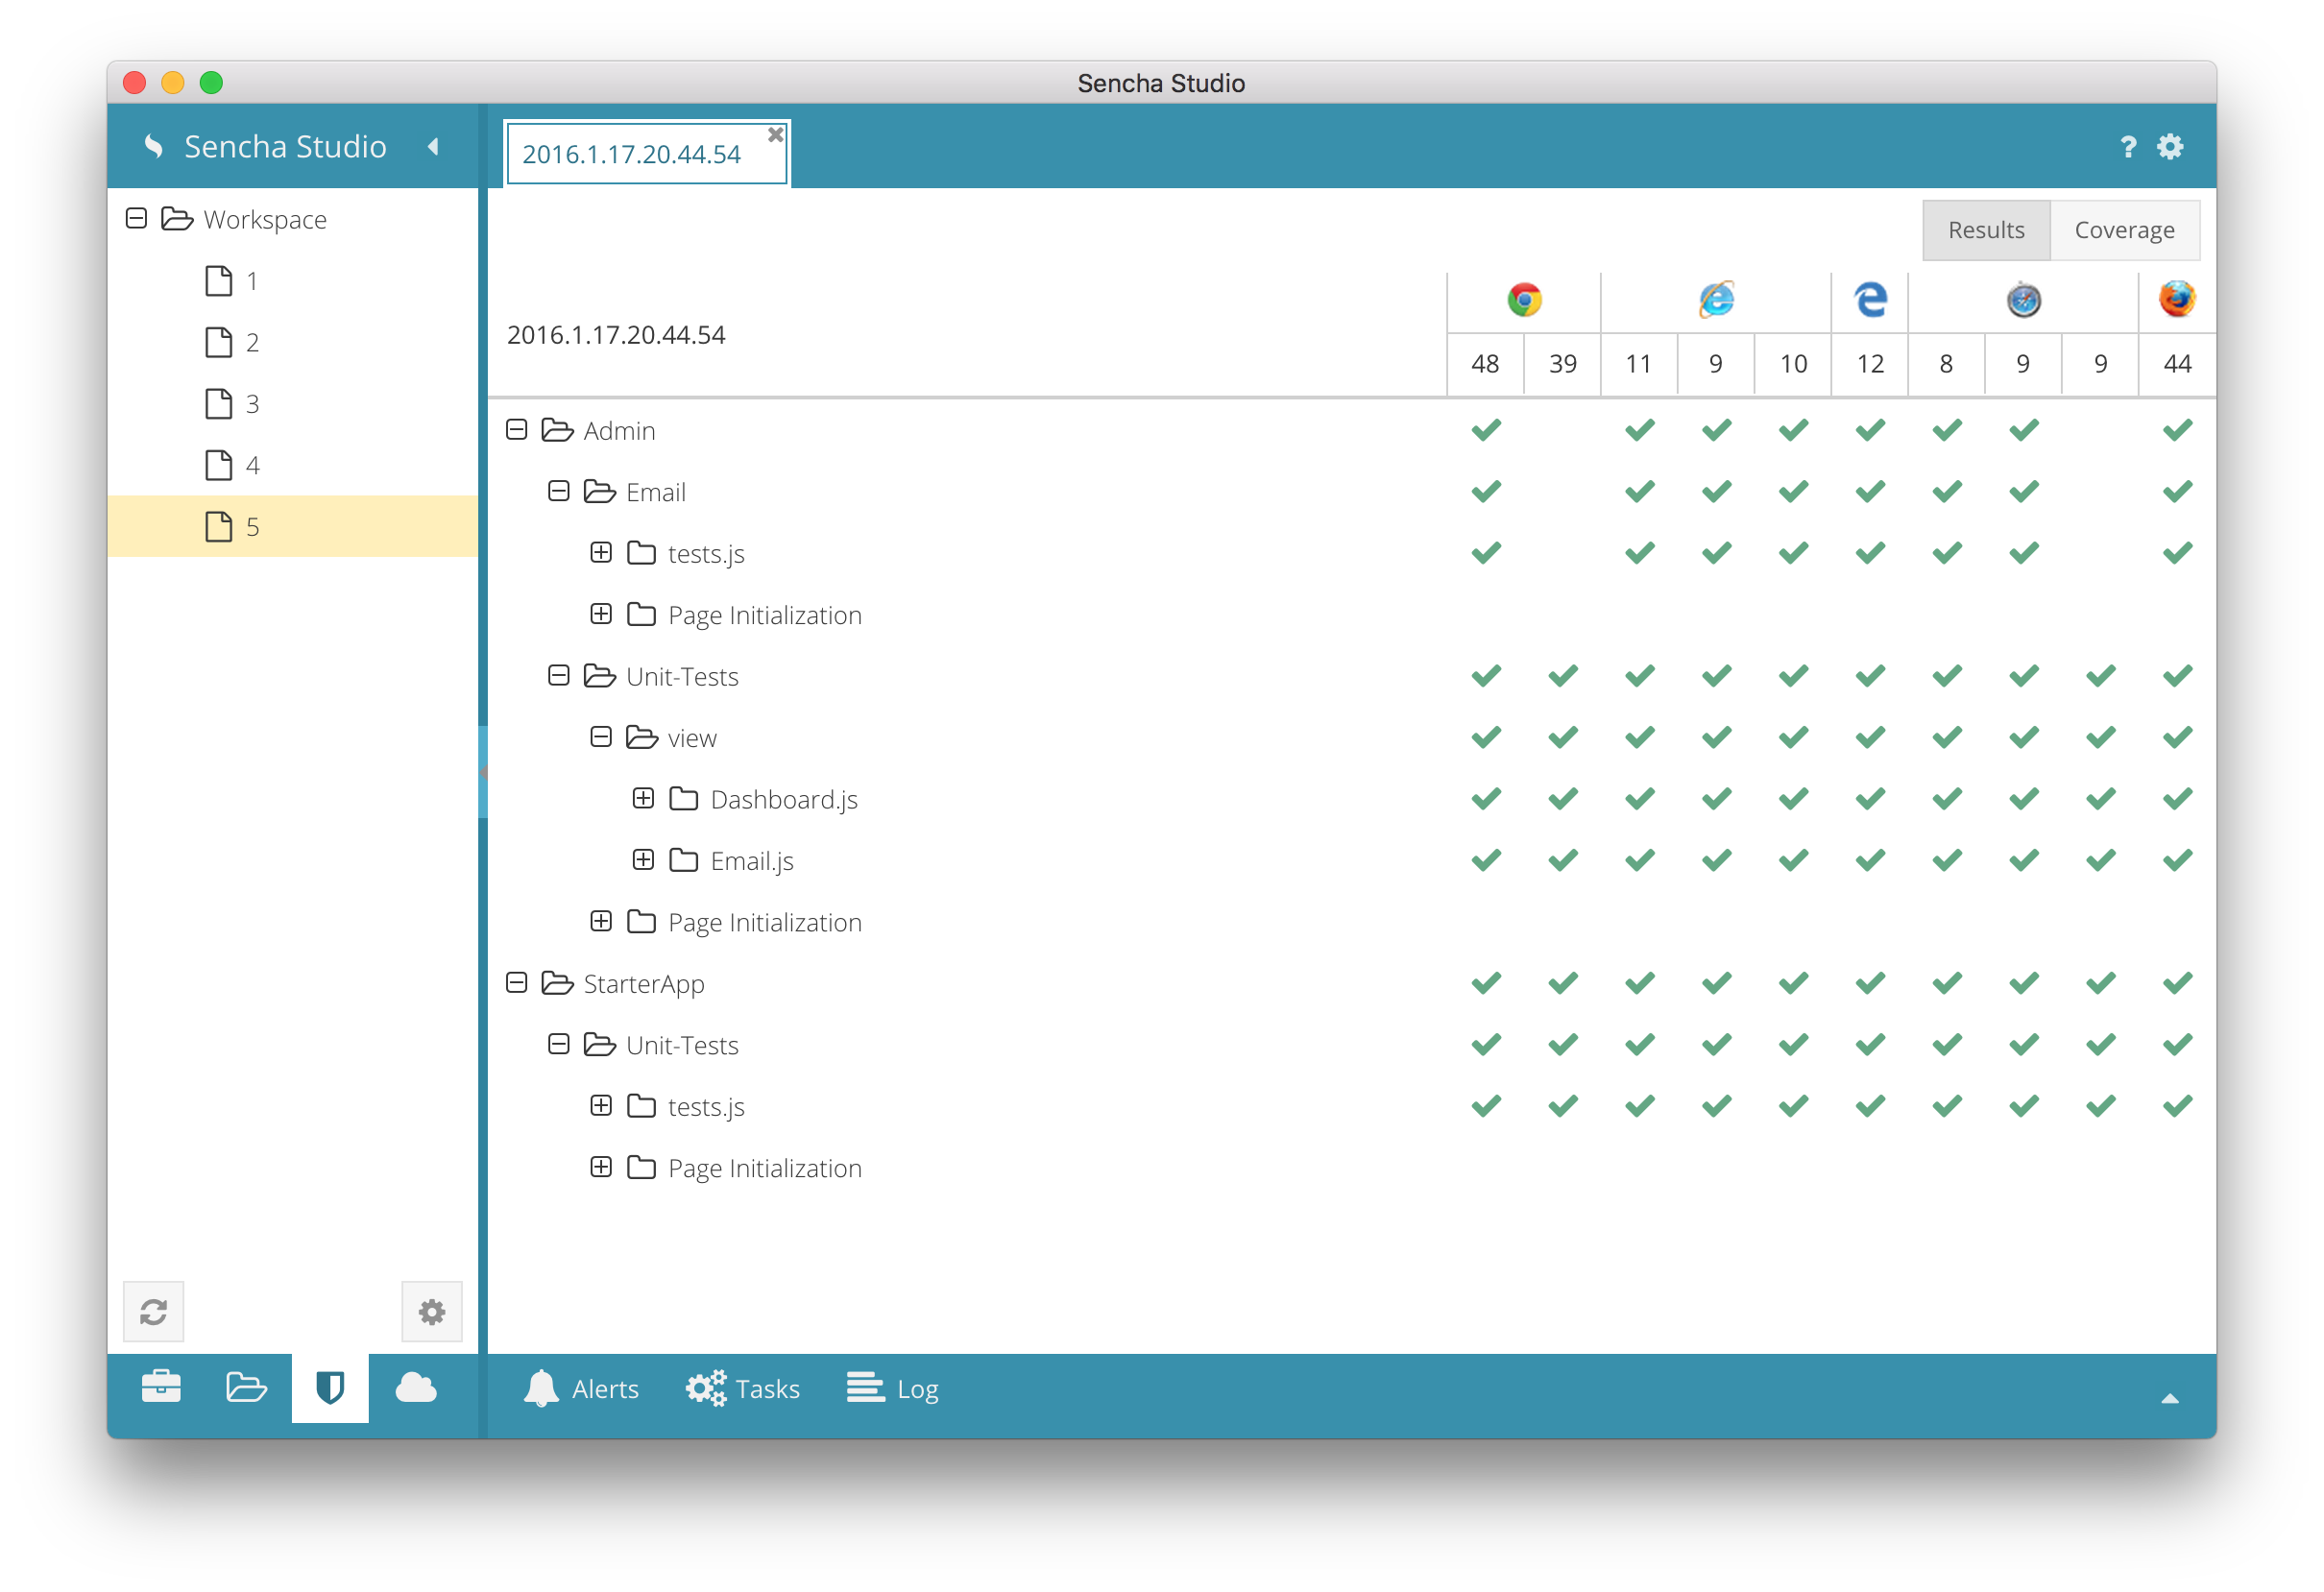 Sencha Studio
Sencha Studio
2016.1.17.20.44.54
?
Workspace
1
2
3
4
5
Results Coverage
2016.1.17.20.44.54
48 39 11 9 10 12 8 9 9 44
Admin
Email
tests.js
Page Initialization
Unit-Tests
view
Dashboard.js
Email.js
Page Initialization
StarterApp
Unit-Tests
tests.js
Page Initialization
Alerts Tasks Log